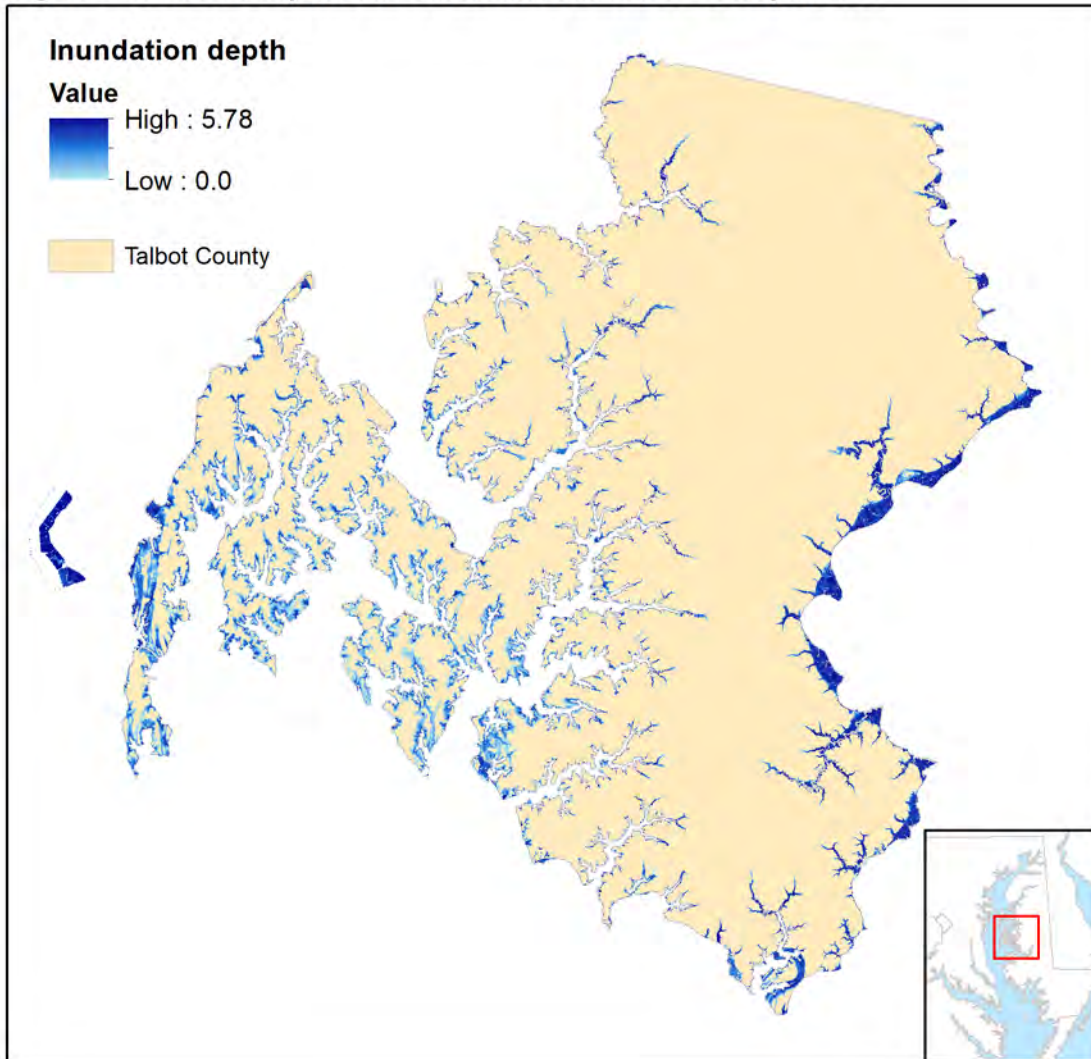 Inundation depth
Value
High : 5.78
Low : 0.0
Talbot County